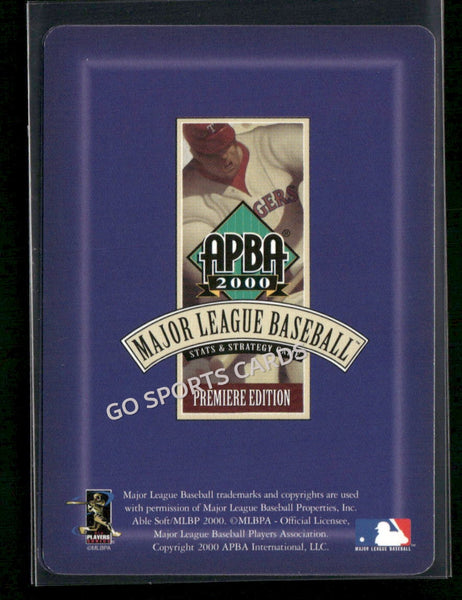 T
GERS
APBA®
2000
MAJOR LEAGUE BASEBALL™
STATS & STRATEGY
GO SPORTS CARDS
PREMIERE EDITION
Major League Baseball trademarks and copyrights are used
with permission of Major League Baseball Properties, Inc.
Able Soft/MLBP 2000. ©MLBPA - Official Licensee,
Major League Baseball Players Association.
Copyright 2000 APBA International, LLC.
PLAYERS
CHOICE
©MLBPA
MAJOR LEAGUE BASEBALL